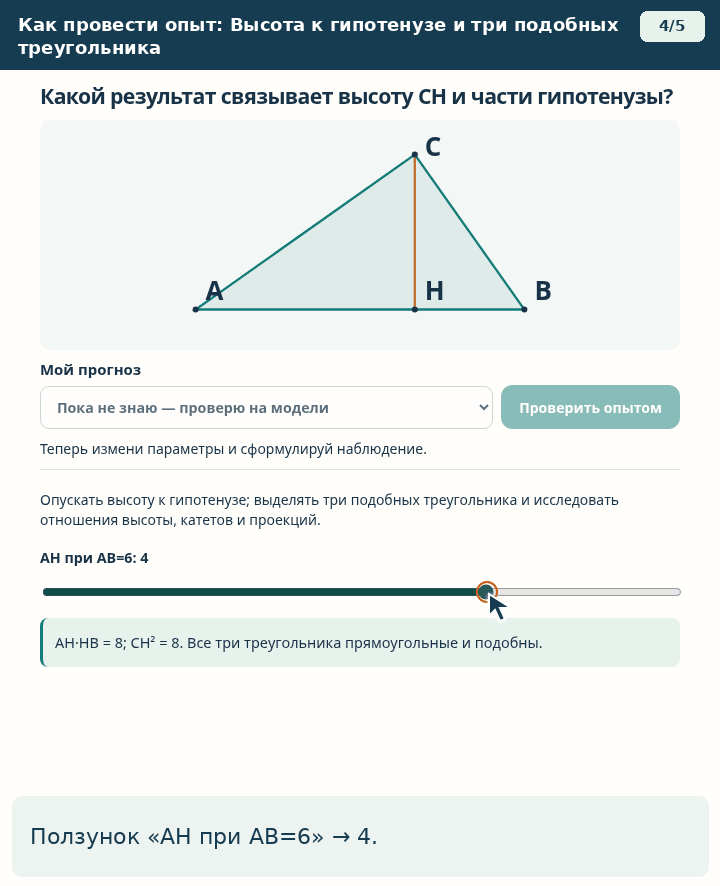 Как провести опыт: Высота к гипотенузе и три подобных
треугольника
4/5
Какой результат связывает высоту CH и части гипотенузы?
C
A
H
B
Мой прогноз
Пока не знаю — проверю на модели
Проверить опытом
Теперь измени параметры и сформулируй наблюдение.
Опускать высоту к гипотенузе; выделять три подобных треугольника и исследовать
отношения высоты, катетов и проекций.
AH при AB=6: 4
AH·HB = 8; CH² = 8. Все три треугольника прямоугольные и подобны.
Ползунок «AH при AB=6» → 4.